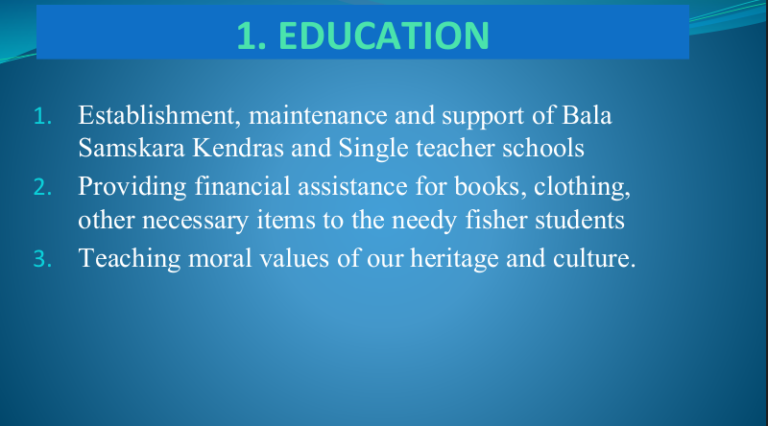 1. EDUCATION
1. Establishment, maintenance and support of Bala
Samskara Kendras and Single teacher schools
2. Providing financial assistance for books, clothing,
other necessary items to the needy fisher students
3. Teaching moral values of our heritage and culture.